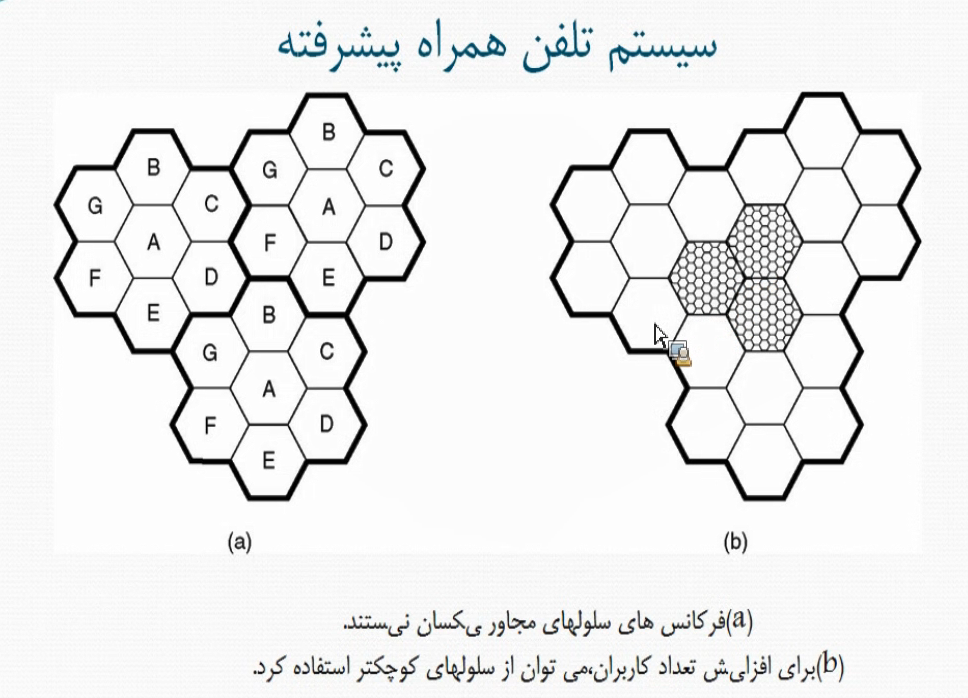 سیستم تلفن همراه پیشرفته
B
B G C
G C A
A F D
F D E
E B
G C
A
F D
E
(a) (b)
(a)فرکانس های سلولهای مجاور یکسان نیستند.
(b)برای افزایش تعداد کاربران،می توان از سلولهای کوچکتر استفاده کرد.